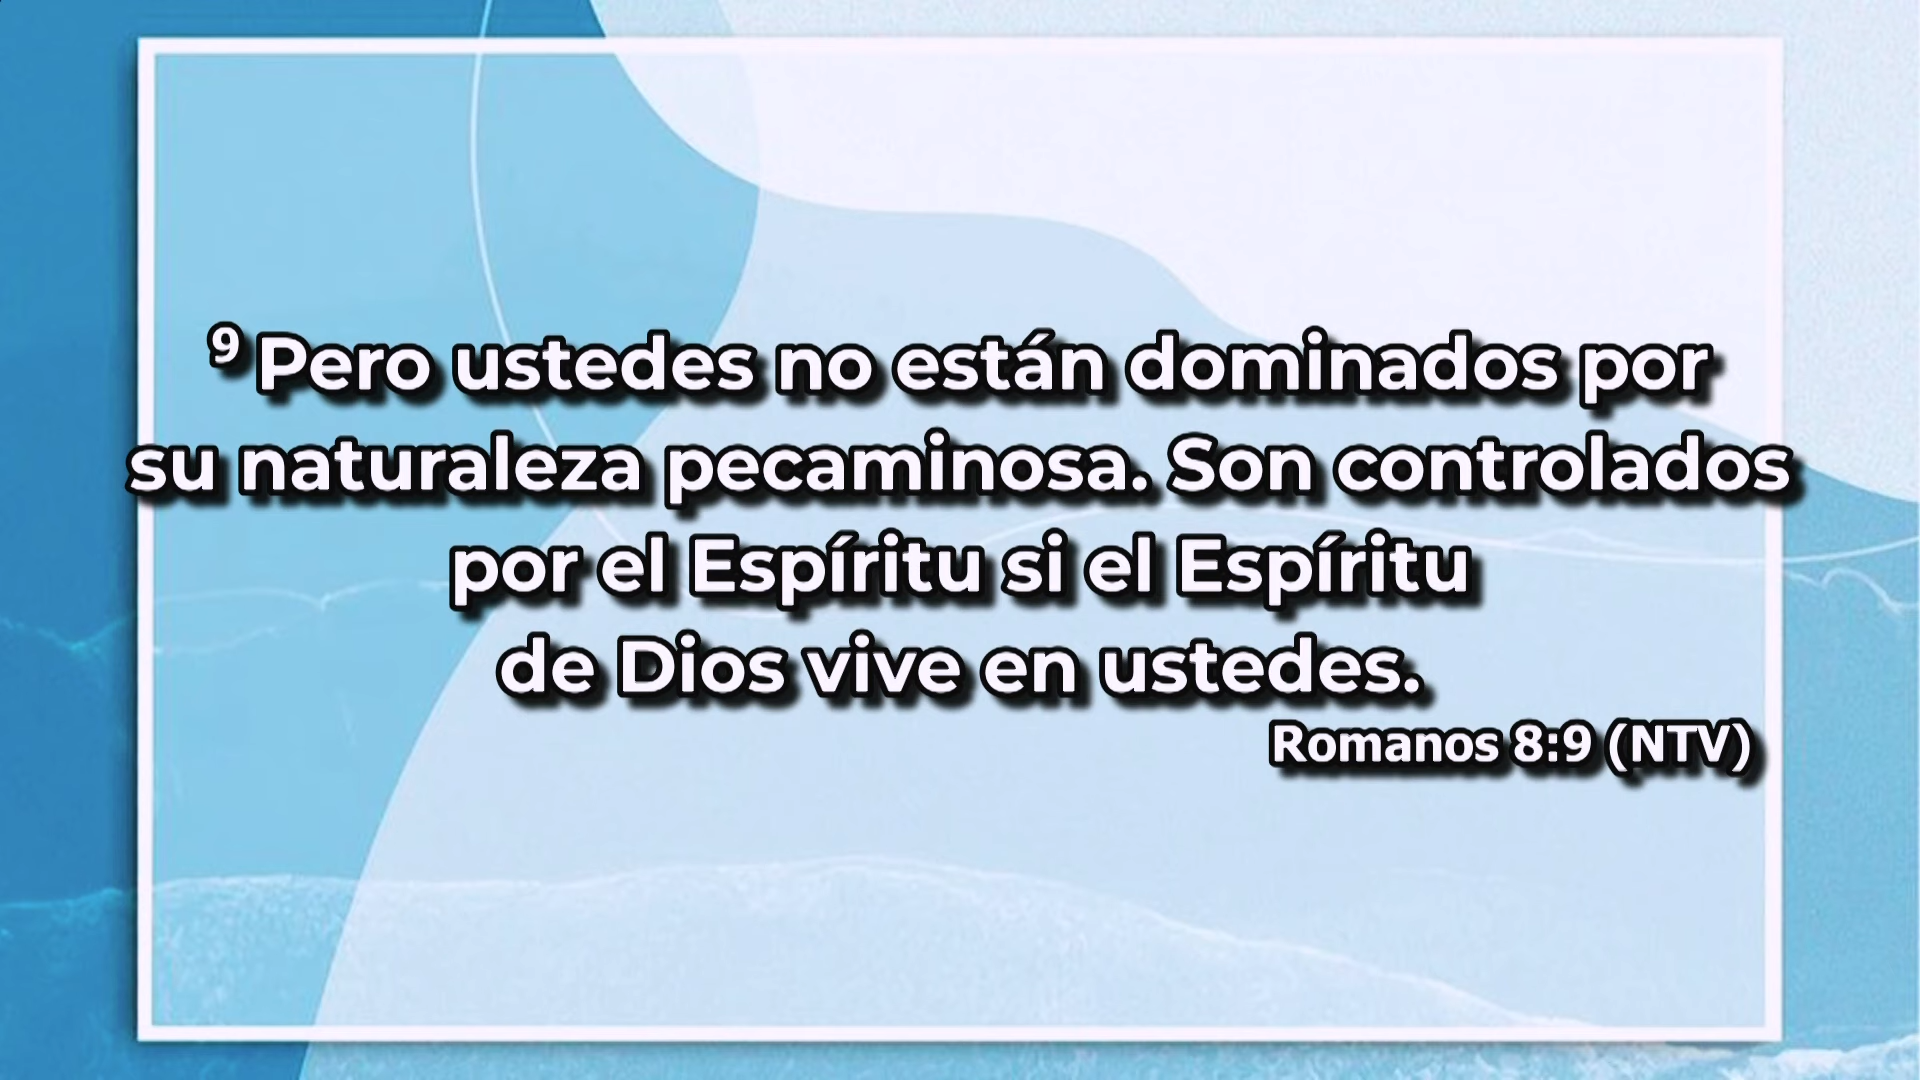 9 Pero ustedes no están dominados por
su naturaleza pecaminosa. Son controlados
por el Espíritu si el Espíritu
de Dios vive en ustedes.
Romanos 8:9 (NTV)